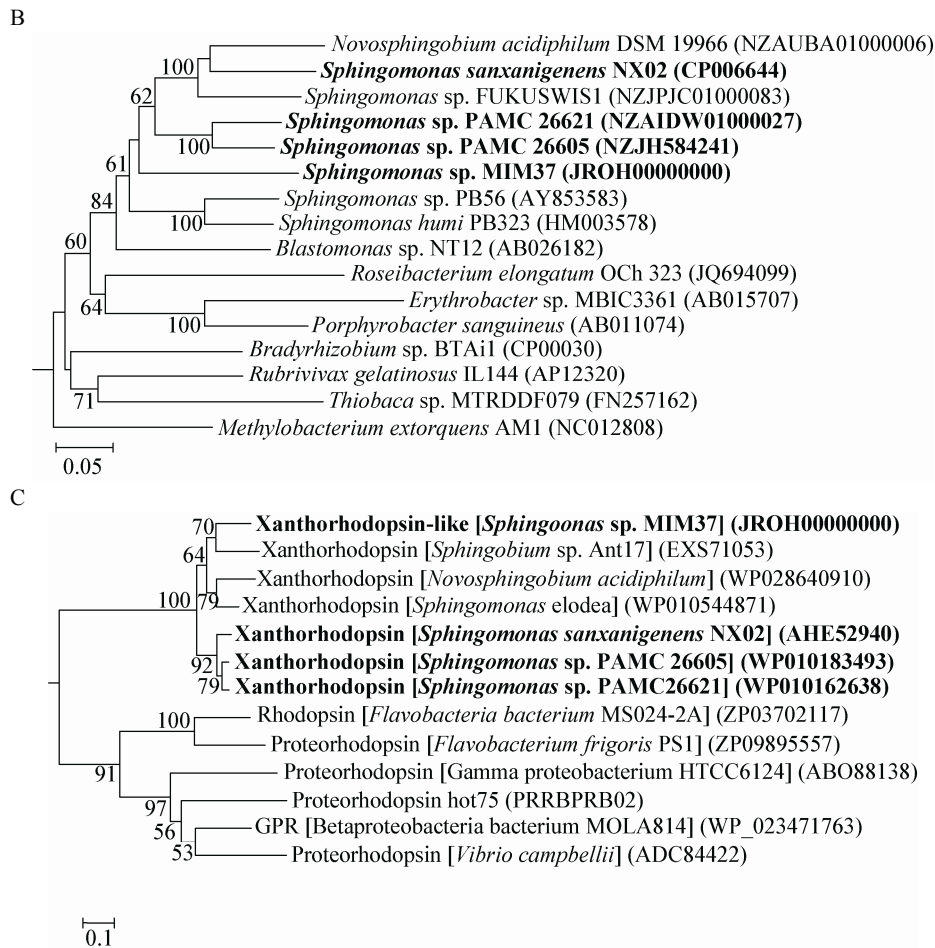 B
Novosphingobium acidiphilum DSM 19966 (NZAUBA01000006)
100
Sphingomonas sanxanigenens NX02 (CP006644)
62
Sphingomonas sp. FUKUSWIS1 (NZJPJC01000083)
Sphingomonas sp. PAMC 26621 (NZAIDW01000027)
100
Sphingomonas sp. PAMC 26605 (NZJH584241)
61
Sphingomonas sp. MIM37 (JROH00000000)
84
Sphingomonas sp. PB56 (AY853583)
100
Sphingomonas humi PB323 (HM003578)
60
Blastomonas sp. NT12 (AB026182)
Roseibacterium elongatum OCh 323 (JQ694099)
64
Erythrobacter sp. MBIC3361 (AB015707)
100
Porphyrobacter sanguineus (AB011074)
Bradyrhizobium sp. BTAi1 (CP00030)
Rubrivivax gelatinosus IL144 (AP12320)
71
Thiobaca sp. MTRDDF079 (FN257162)
Methylobacterium extorquens AM1 (NC012808)
0.05
C
70
Xanthorhodopsin-like [Sphingoonas sp. MIM37] (JROH00000000)
64
Xanthorhodopsin [Sphingobium sp. Ant17] (EXS71053)
Xanthorhodopsin [Novosphingobium acidiphilum] (WP028640910)
100
79
Xanthorhodopsin [Sphingomonas elodea] (WP010544871)
Xanthorhodopsin [Sphingomonas sanxanigenens NX02] (AHE52940)
92
Xanthorhodopsin [Sphingomonas sp. PAMC 26605] (WP010183493)
79
Xanthorhodopsin [Sphingomonas sp. PAMC26621] (WP010162638)
100
Rhodopsin [Flavobacteria bacterium MS024-2A] (ZP03702117)
Proteorhodopsin [Flavobacterium frigoris PS1] (ZP09895557)
91
Proteorhodopsin [Gamma proteobacterium HTCC6124] (ABO88138)
97
Proteorhodopsin hot75 (PRRBPRB02)
56
GPR [Betaproteobacteria bacterium MOLA814] (WP_023471763)
53
Proteorhodopsin [Vibrio campbellii] (ADC84422)
0.1